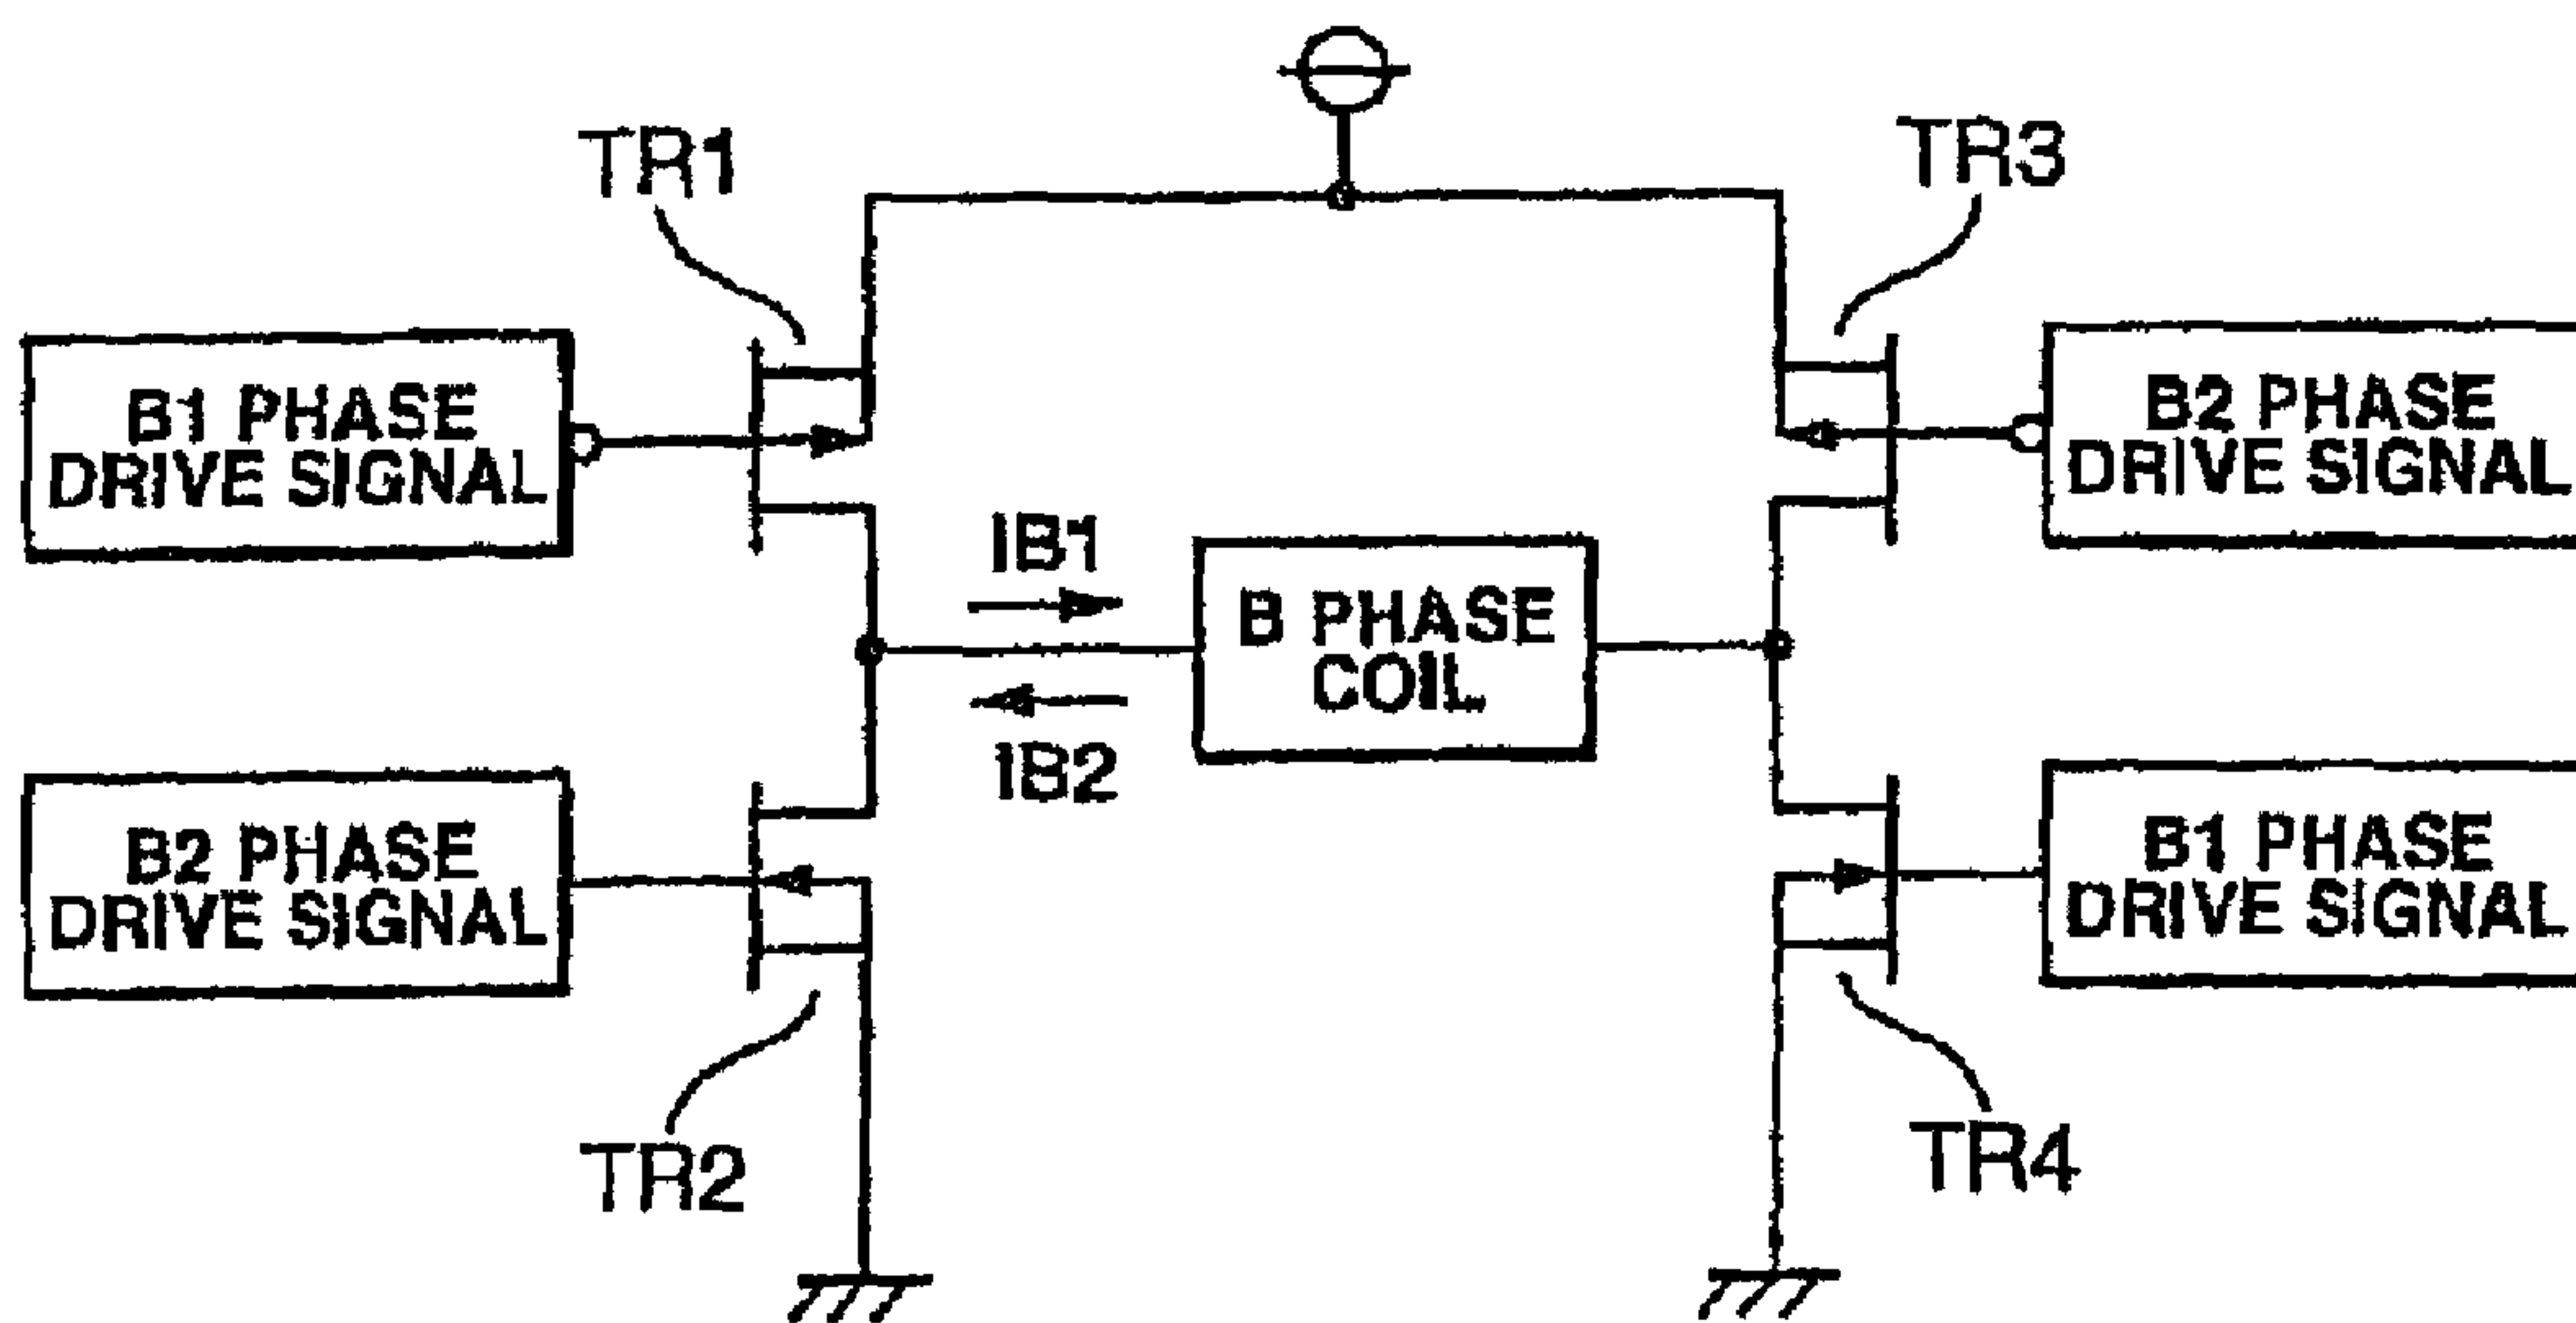 TR1
TR3
B1 PHASE
DRIVE SIGNAL
B2 PHASE
DRIVE SIGNAL
IB1
B PHASE
COIL
IB2
B2 PHASE
DRIVE SIGNAL
B1 PHASE
DRIVE SIGNAL
TR2
TR4